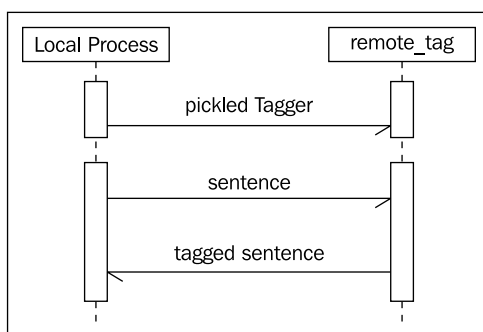 Local Process
remote_tag
pickled Tagger
sentence
tagged sentence